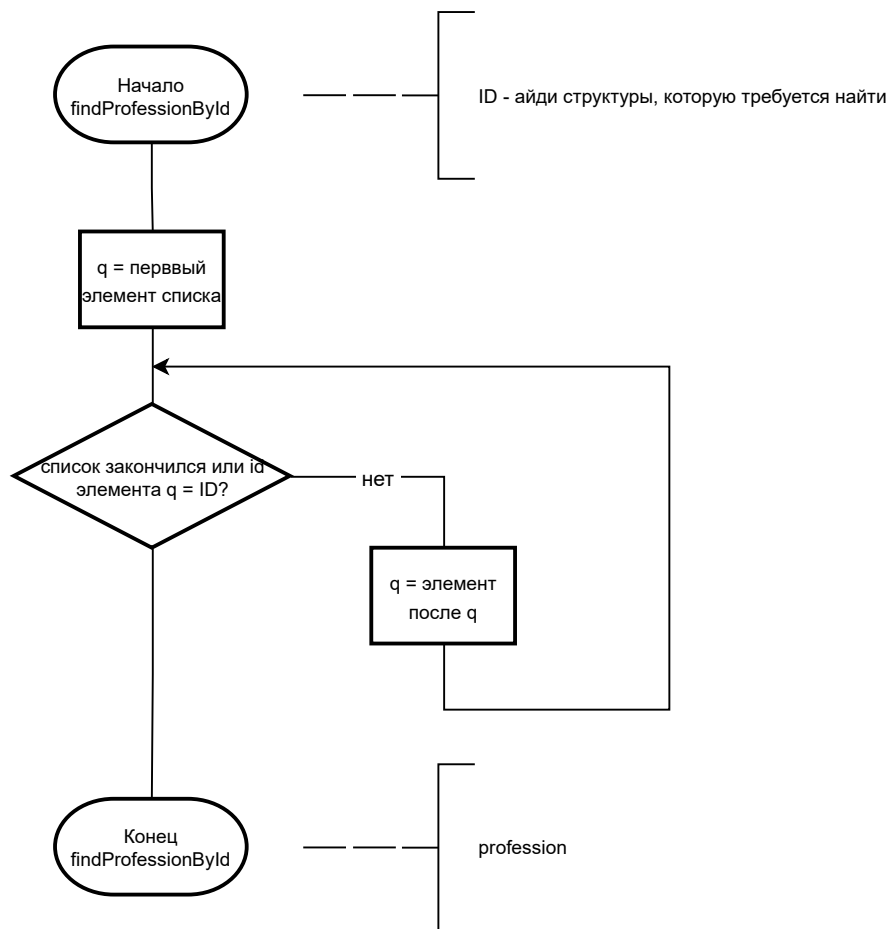 Начало
findProfessionById
ID - айди структуры, которую требуется найти
q = перввый
элемент списка
список закончился или id
элемента q = ID?
нет
q = элемент
после q
Конец
findProfessionById
profession